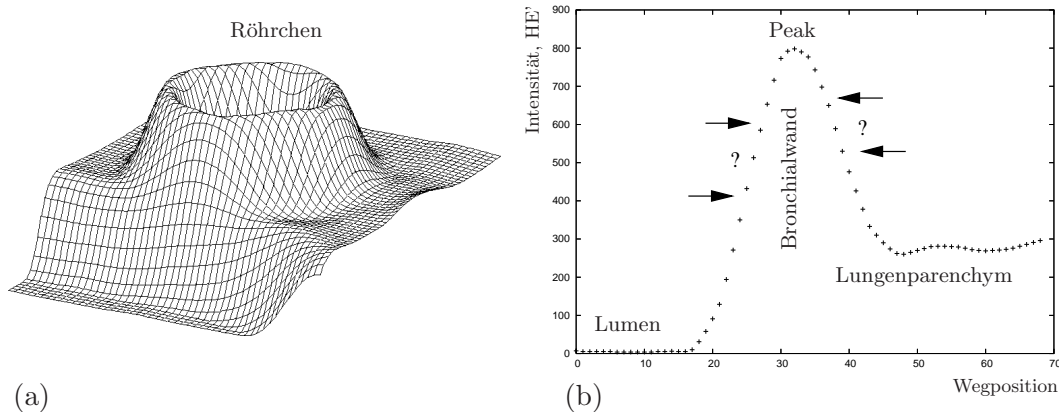 Röhrchen
(a)
Intensität, HE'
900
800
700
600
500
400
300
200
100
0
Peak
?
?
Bronchialwand
Lumen
Lungenparenchym
0 10 20 30 40 50 60 70
Wegposition
(b)